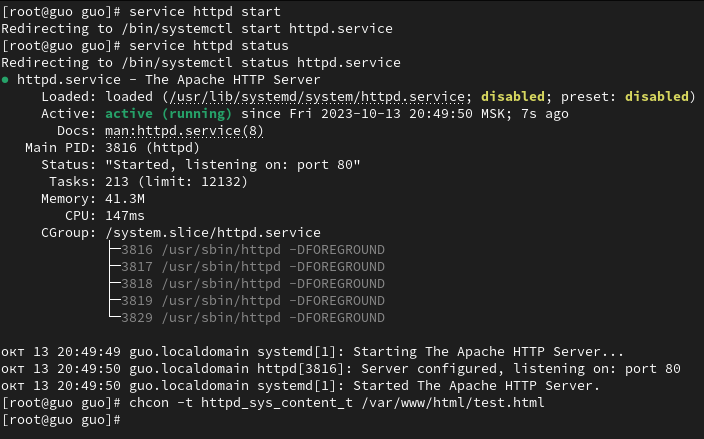 [root@guo guo]# service httpd start
Redirecting to /bin/systemctl start httpd.service
[root@guo guo]# service httpd status
Redirecting to /bin/systemctl status httpd.service
● httpd.service - The Apache HTTP Server
     Loaded: loaded (/usr/lib/systemd/system/httpd.service; disabled; preset: disabled)
     Active: active (running) since Fri 2023-10-13 20:49:50 MSK; 7s ago
       Docs: man:httpd.service(8)
   Main PID: 3816 (httpd)
     Status: "Started, listening on: port 80"
      Tasks: 213 (limit: 12132)
     Memory: 41.3M
        CPU: 147ms
     CGroup: /system.slice/httpd.service
             ├─3816 /usr/sbin/httpd -DFOREGROUND
             ├─3817 /usr/sbin/httpd -DFOREGROUND
             ├─3818 /usr/sbin/httpd -DFOREGROUND
             ├─3819 /usr/sbin/httpd -DFOREGROUND
             └─3829 /usr/sbin/httpd -DFOREGROUND
окт 13 20:49:49 guo.localdomain systemd[1]: Starting The Apache HTTP Server...
окт 13 20:49:50 guo.localdomain httpd[3816]: Server configured, listening on: port 80
окт 13 20:49:50 guo.localdomain systemd[1]: Started The Apache HTTP Server.
[root@guo guo]# chcon -t httpd_sys_content_t /var/www/html/test.html
[root@guo guo]#